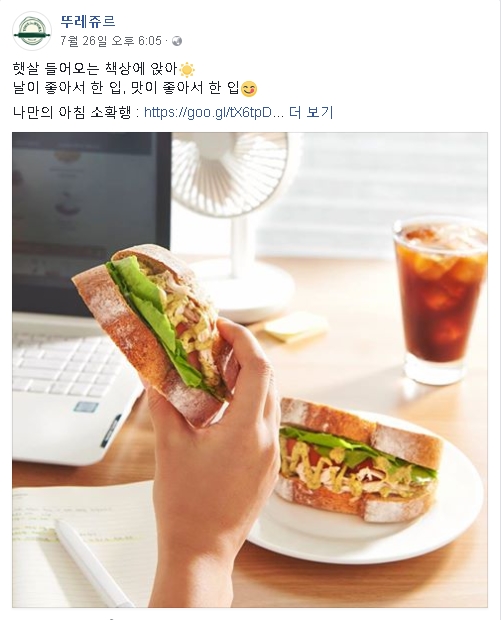 뚜레쥬르
7월 26일 오후 6:05 ·
햇살 들어오는 책상에 앉아☀️
날이 좋아서 한 입, 맛이 좋아서 한 입😋
나만의 아침 소확행 : https://goo.gl/tX6tpD... 더 보기